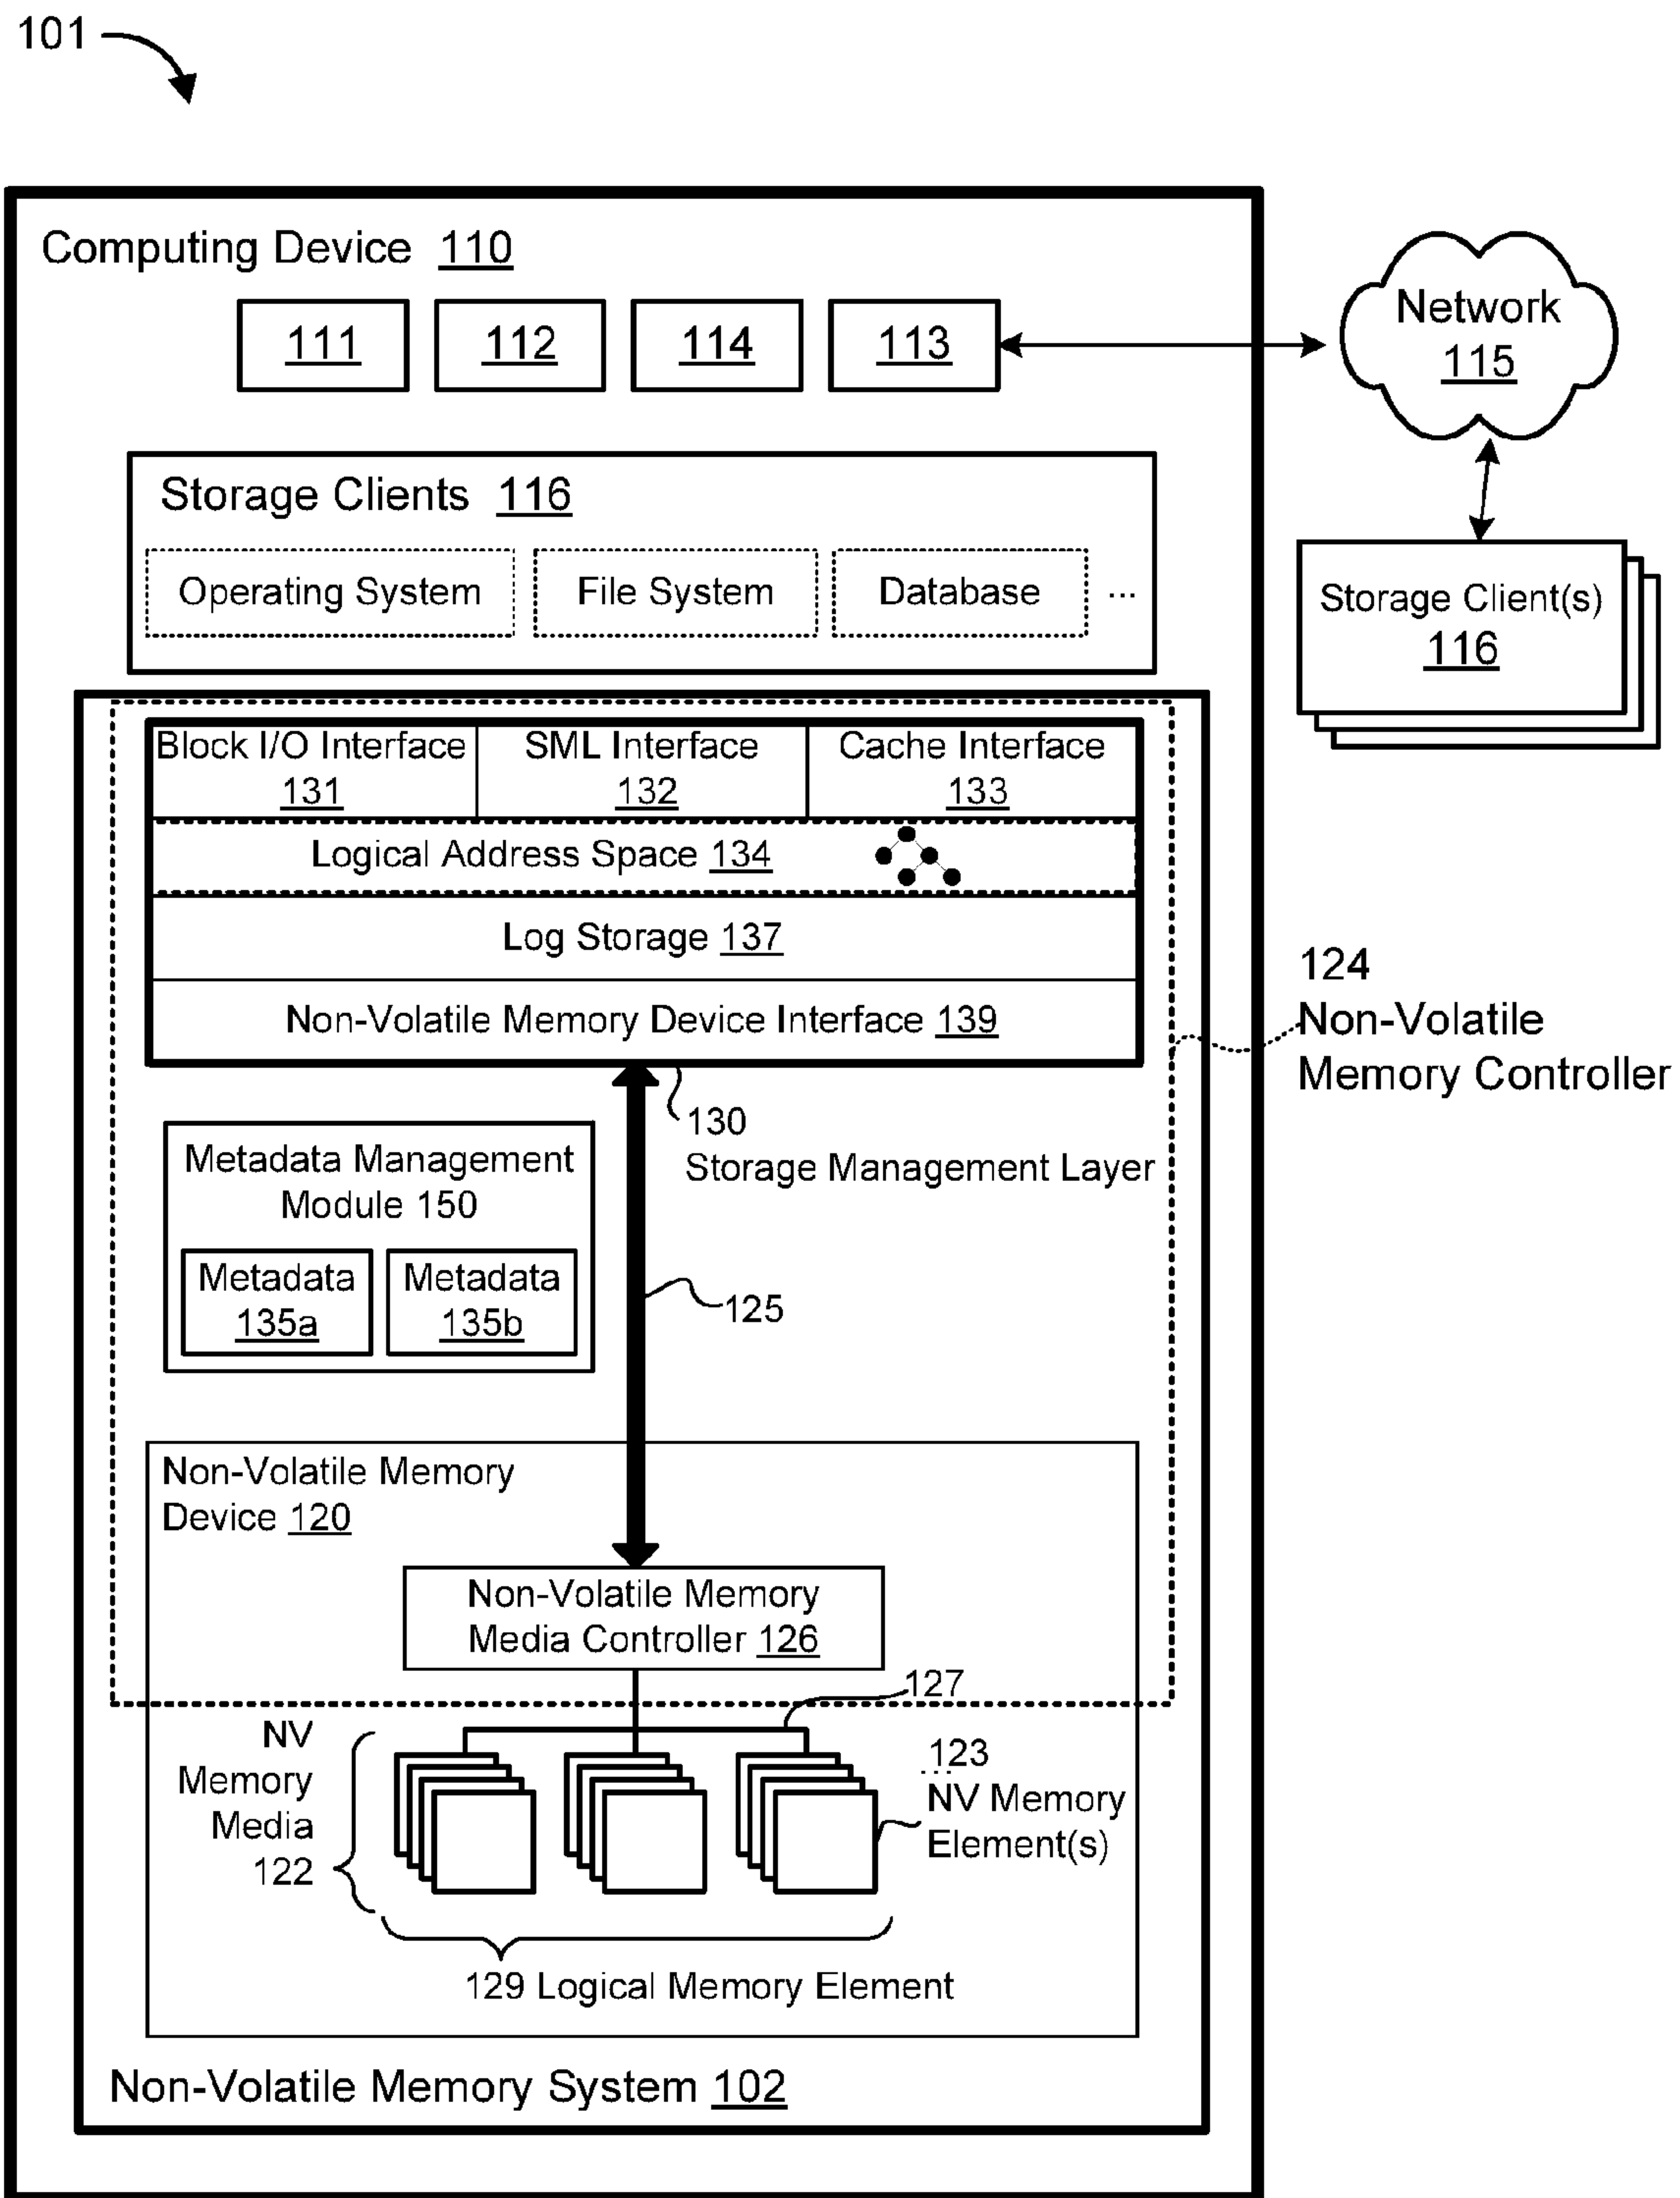 101
Computing Device 110
111 112 114 113
Network
115
Storage Clients 116
Operating System File System Database ...
Storage Client(s)
116
Block I/O Interface
131
SML Interface
132
Cache Interface
133
Logical Address Space 134
Log Storage 137
Non-Volatile Memory Device Interface 139
124
Non-Volatile
Memory Controller
130
Storage Management Layer
Metadata Management
Module 150
Metadata
135a
Metadata
135b
125
Non-Volatile Memory
Device 120
Non-Volatile Memory
Media Controller 126
127
NV
Memory
Media
122
...
123
NV Memory
Element(s)
129 Logical Memory Element
Non-Volatile Memory System 102